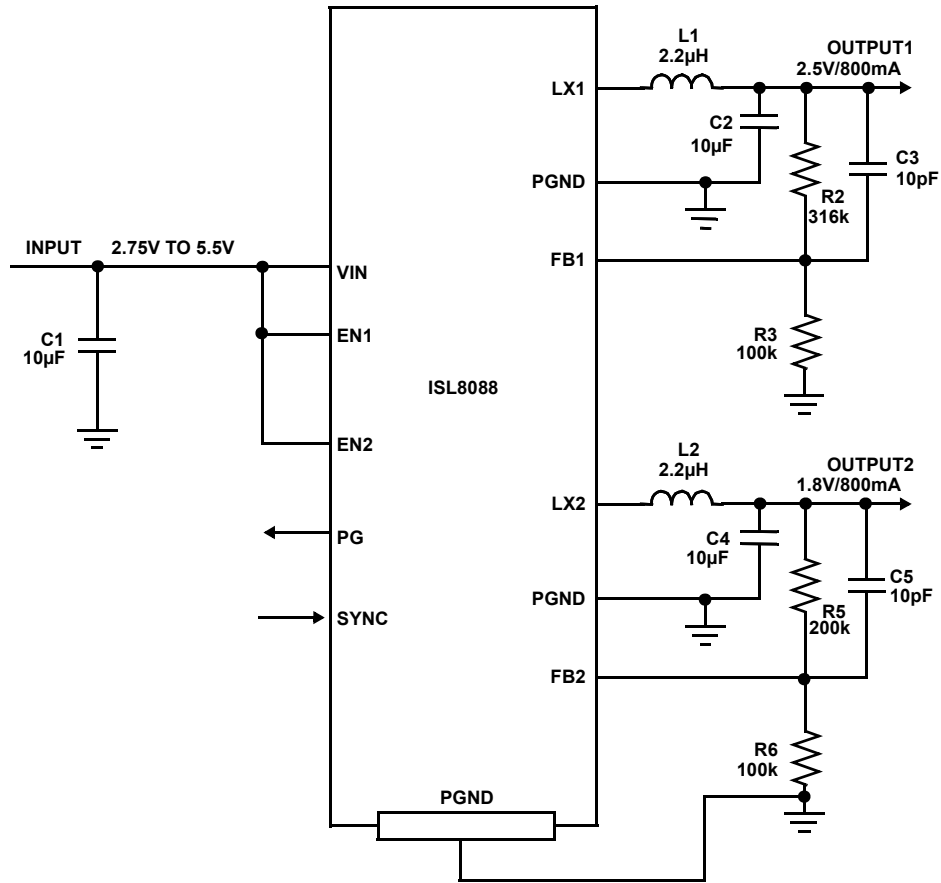 L1
2.2µH
OUTPUT1
2.5V/800mA
LX1
C2
10µF
C3
10pF
PGND
R2
316k
INPUT
2.75V TO 5.5V
VIN
FB1
C1
10µF
EN1
R3
100k
ISL8088
EN2
L2
2.2µH
OUTPUT2
1.8V/800mA
LX2
PG
C4
10µF
C5
10pF
PGND
SYNC
R5
200k
FB2
R6
100k
PGND